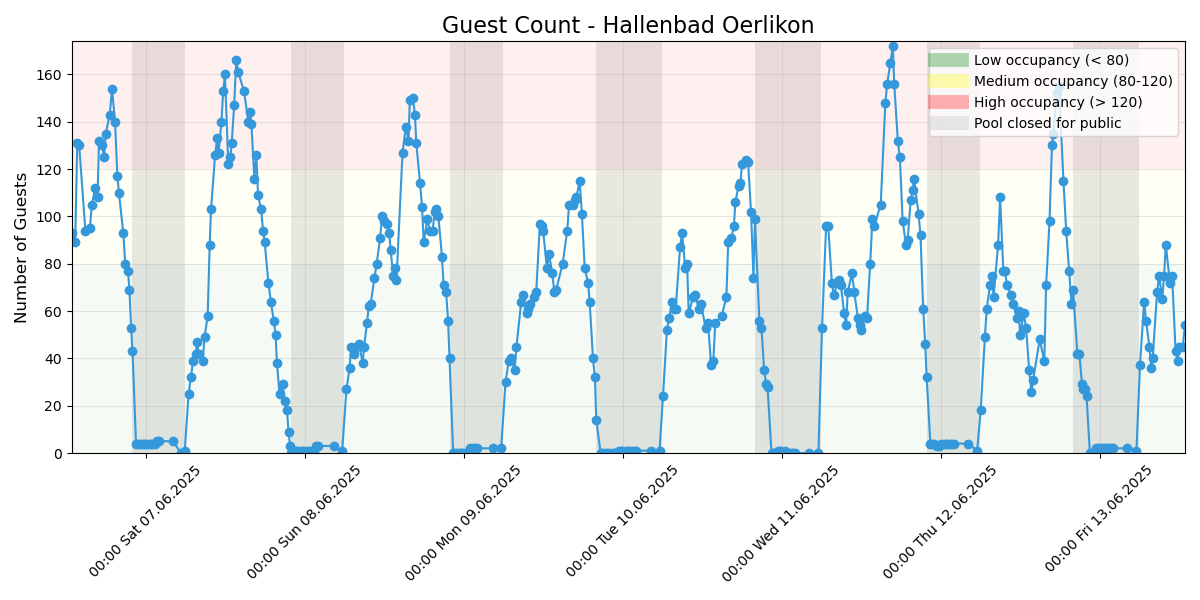 Guest Count - Hallenbad Oerlikon
Number of Guests
160
140
120
100
80
60
40
20
0
Low occupancy (< 80)
Medium occupancy (80-120)
High occupancy (> 120)
Pool closed for public
00:00 Sat 07.06.2025
00:00 Sun 08.06.2025
00:00 Mon 09.06.2025
00:00 Tue 10.06.2025
00:00 Wed 11.06.2025
00:00 Thu 12.06.2025
00:00 Fri 13.06.2025